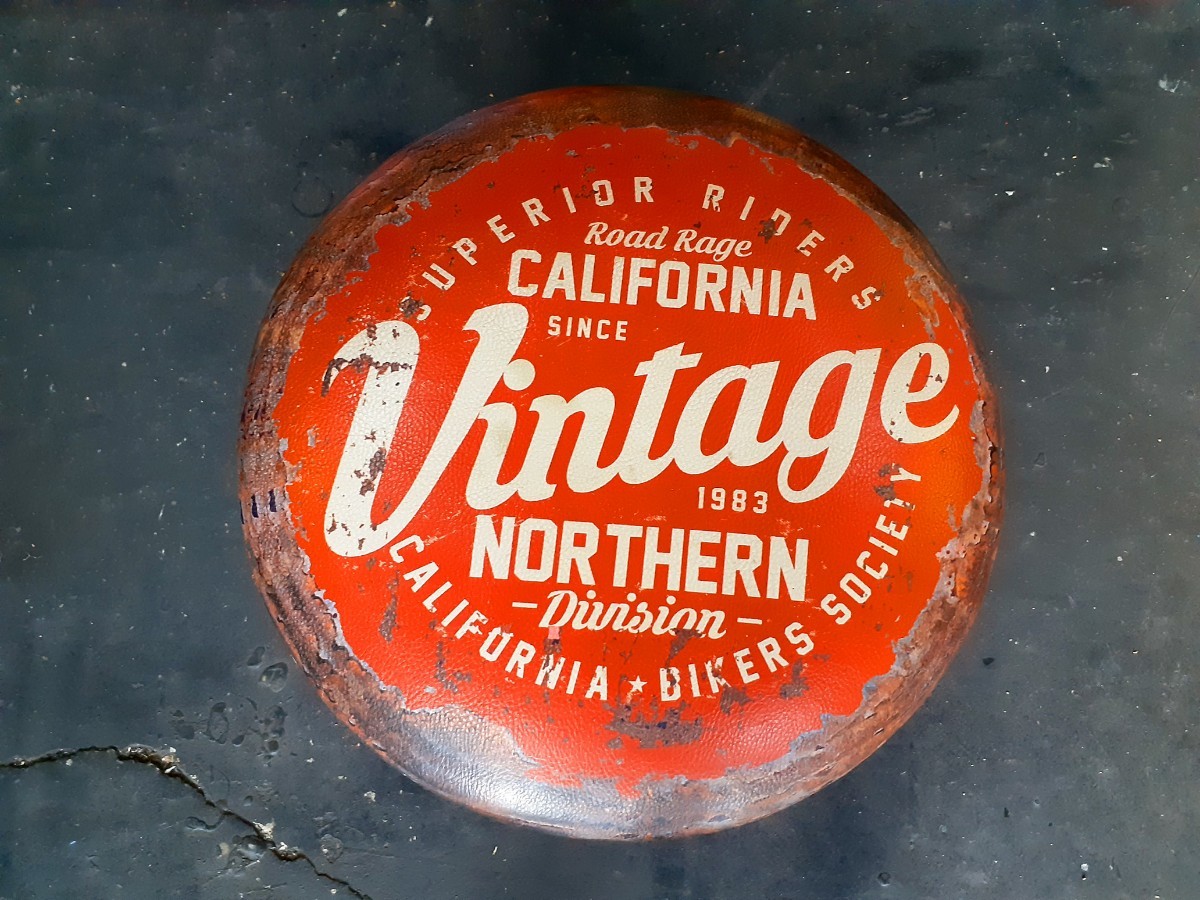 SUPERIOR RIDERS
Road Rage
CALIFORNIA
SINCE
Vintage
1983
NORTHERN
-Division-
CALIFORNIA ★ BIKERS SOCIETY